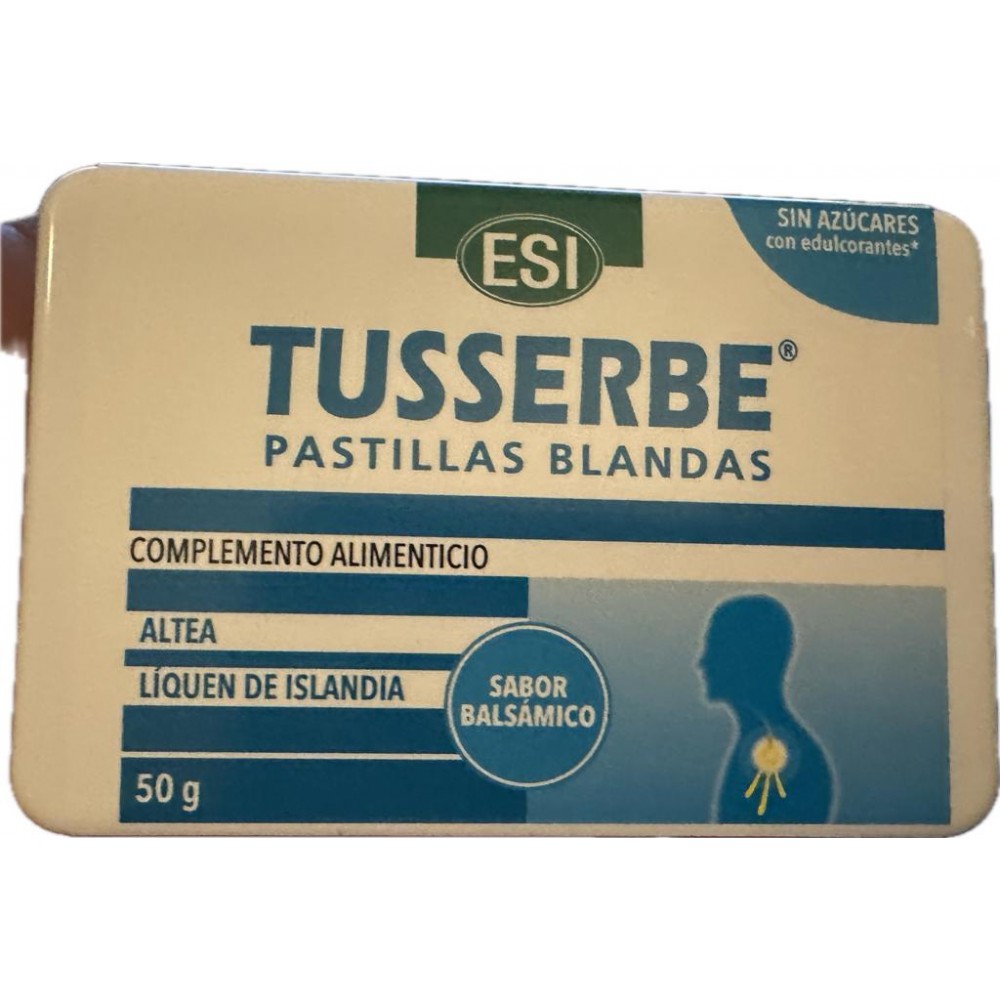 ESI
SIN AZÚCARES
con edulcorantes*
TUSSERBE®
PASTILLAS BLANDAS
COMPLEMENTO ALIMENTICIO
ALTEA
LÍQUEN DE ISLANDIA
SABOR
BALSÁMICO
50 g